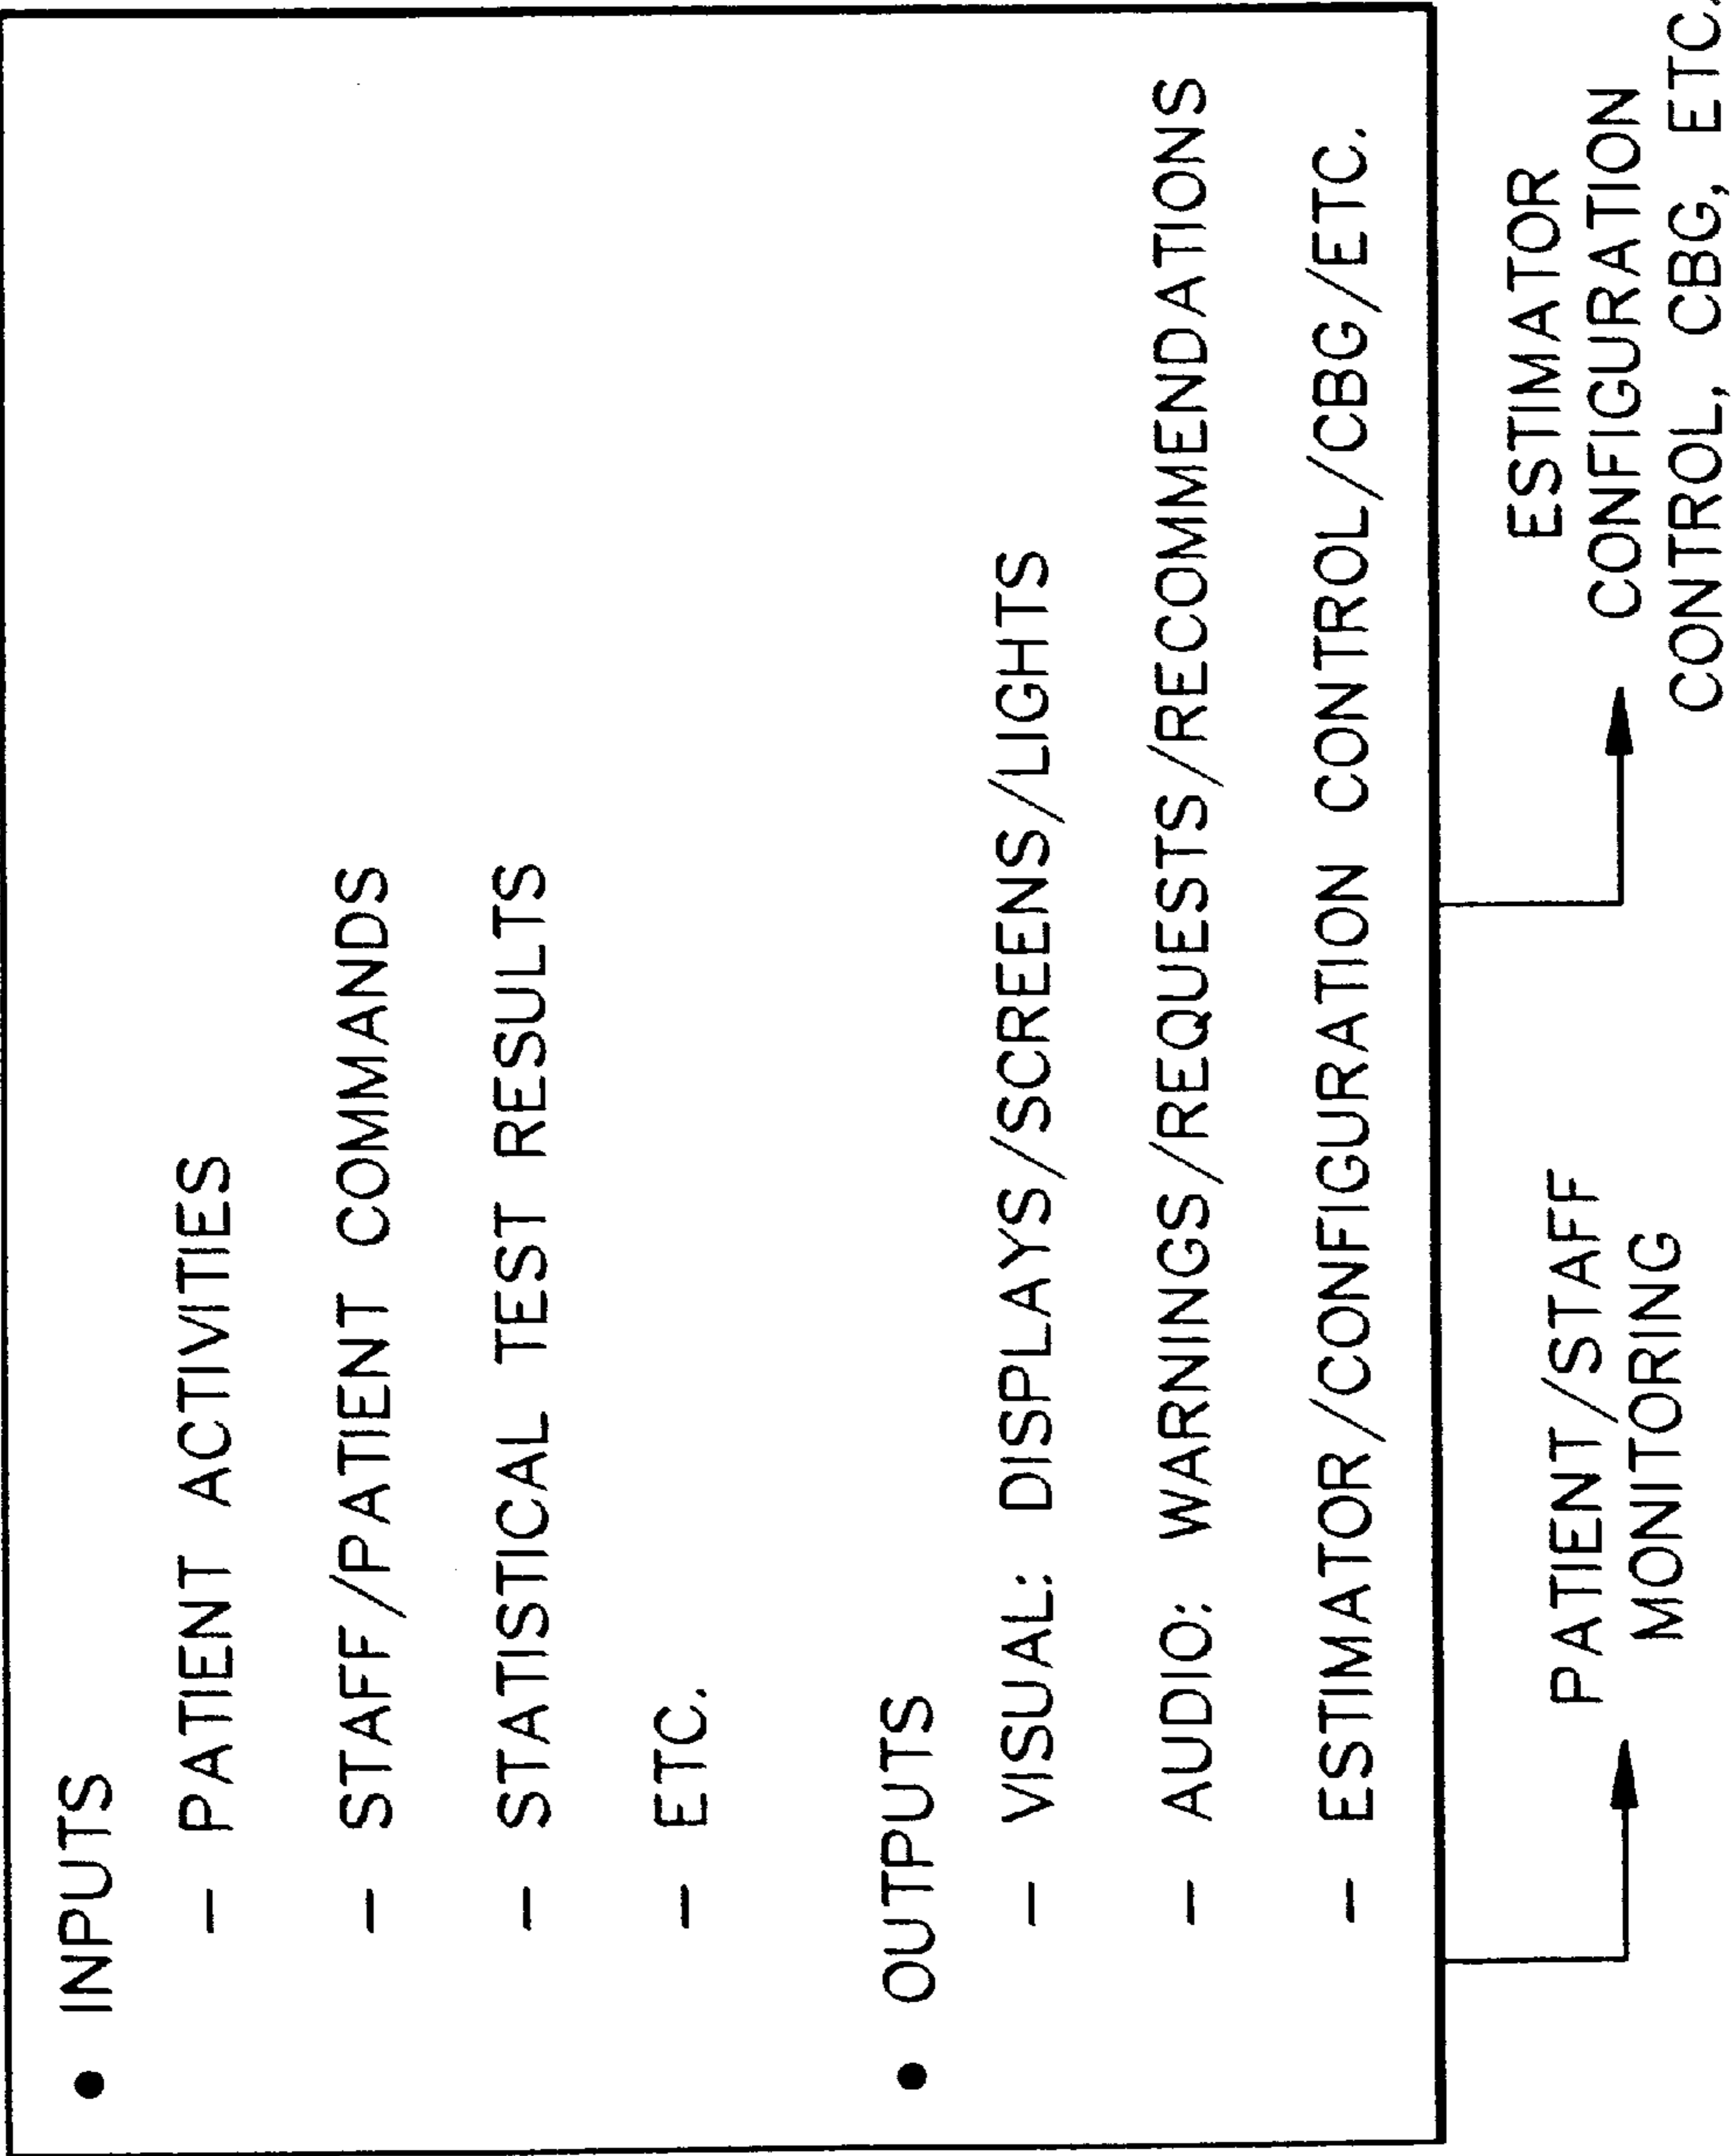 • INPUTS
– PATIENT ACTIVITIES
– STAFF/PATIENT COMMANDS
– STATISTICAL TEST RESULTS
– ETC.
• OUTPUTS
– VISUAL: DISPLAYS/SCREENS/LIGHTS
– AUDIO: WARNINGS/REQUESTS/RECOMMENDATIONS
– ESTIMATOR/CONFIGURATION CONTROL/CBG/ETC.
PATIENT/STAFF
MONITORING
ESTIMATOR
CONFIGURATION
CONTROL, CBG, ETC.